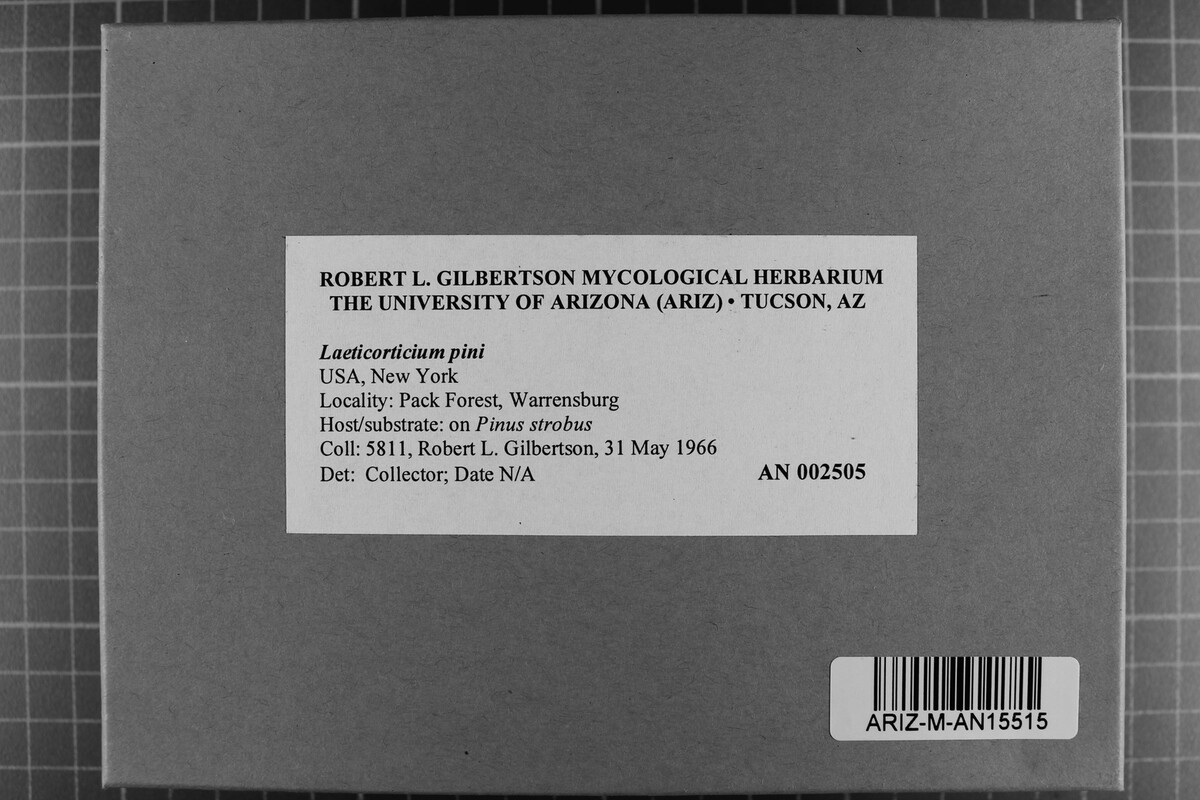 ROBERT L. GILBERTSON MYCOLOGICAL HERBARIUM
THE UNIVERSITY OF ARIZONA (ARIZ) • TUCSON, AZ
Laeticorticium pini
USA, New York
Locality: Pack Forest, Warrensburg
Host/substrate: on Pinus strobus
Coll: 5811, Robert L. Gilbertson, 31 May 1966
Det: Collector; Date N/A AN 002505
ARIZ-M-AN15515